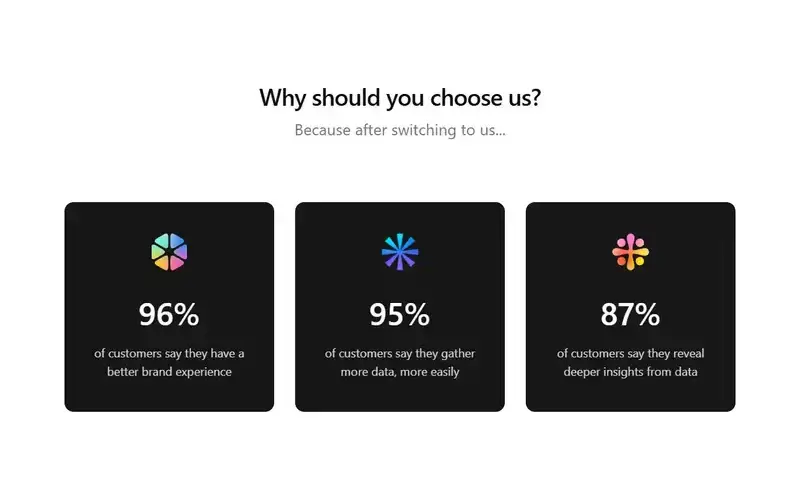 Why should you choose us?
Because after switching to us...
96%
of customers say they have a
better brand experience
95%
of customers say they gather
more data, more easily
87%
of customers say they reveal
deeper insights from data